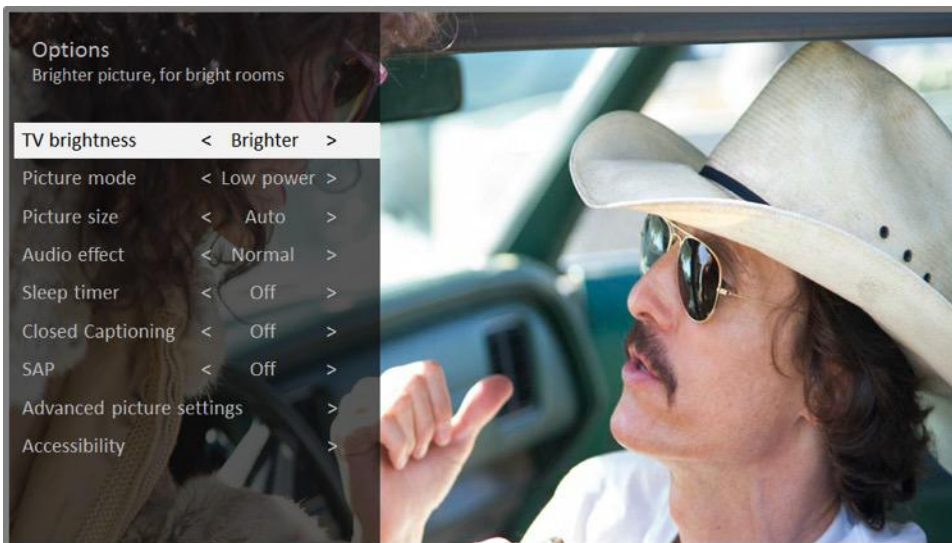 Options
Brighter picture, for bright rooms
TV brightness < Brighter >
Picture mode < Low power >
Picture size < Auto >
Audio effect < Normal >
Sleep timer < Off >
Closed Captioning < Off >
SAP < Off >
Advanced picture settings >
Accessibility >